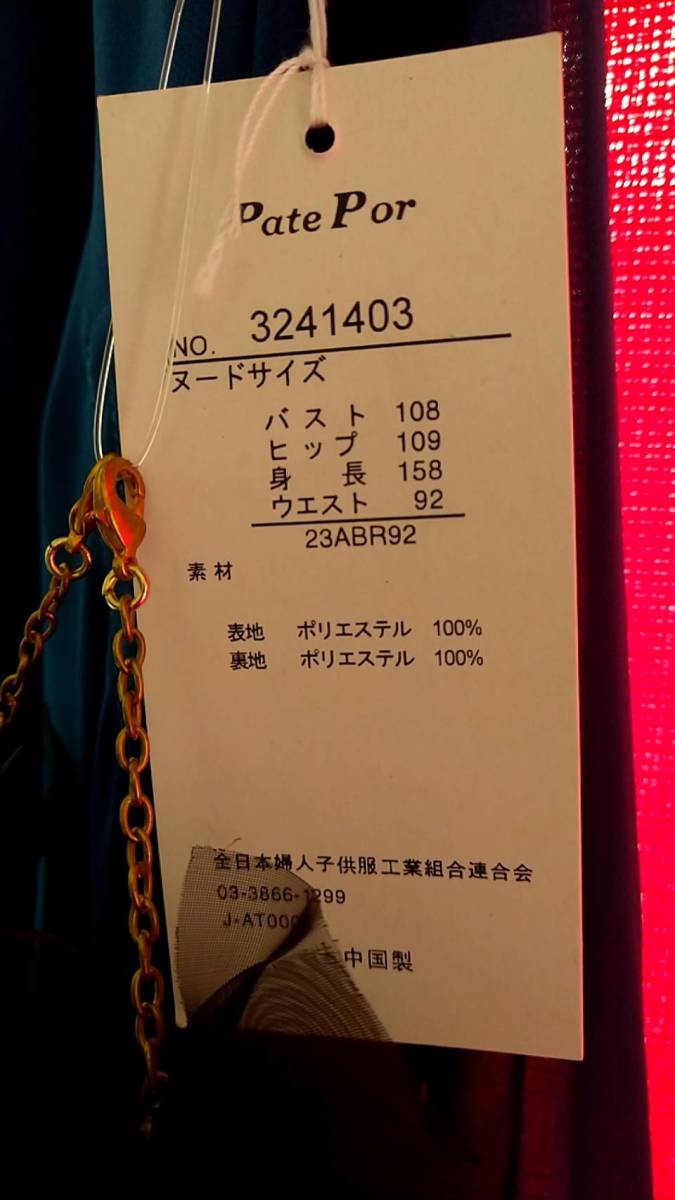 Pate Por
NO. 3241403
ヌードサイズ
バスト 108
ヒップ 109
身長 158
ウエスト 92
23ABR92
素材
表地 ポリエステル 100%
裏地 ポリエステル 100%
全日本婦人子供服工業組合連合会
03-3866-1299
中国製